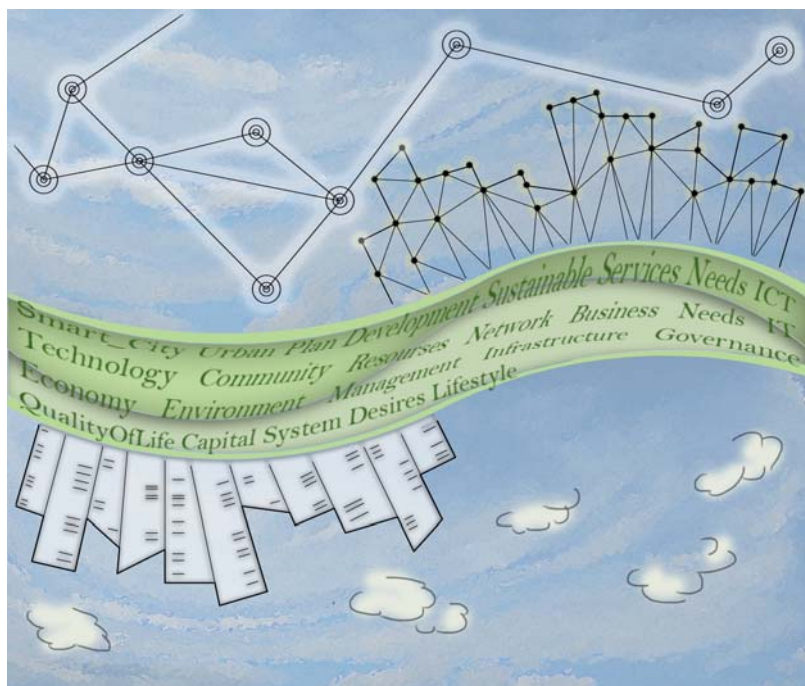 Smart_City Urban Plan Development Sustainable Services Needs ICT
Technology Community Resourses Network Business Needs IT
Economy Environment Management Infrastructure Governance
QualityOfLife Capital System Desires Lifestyle